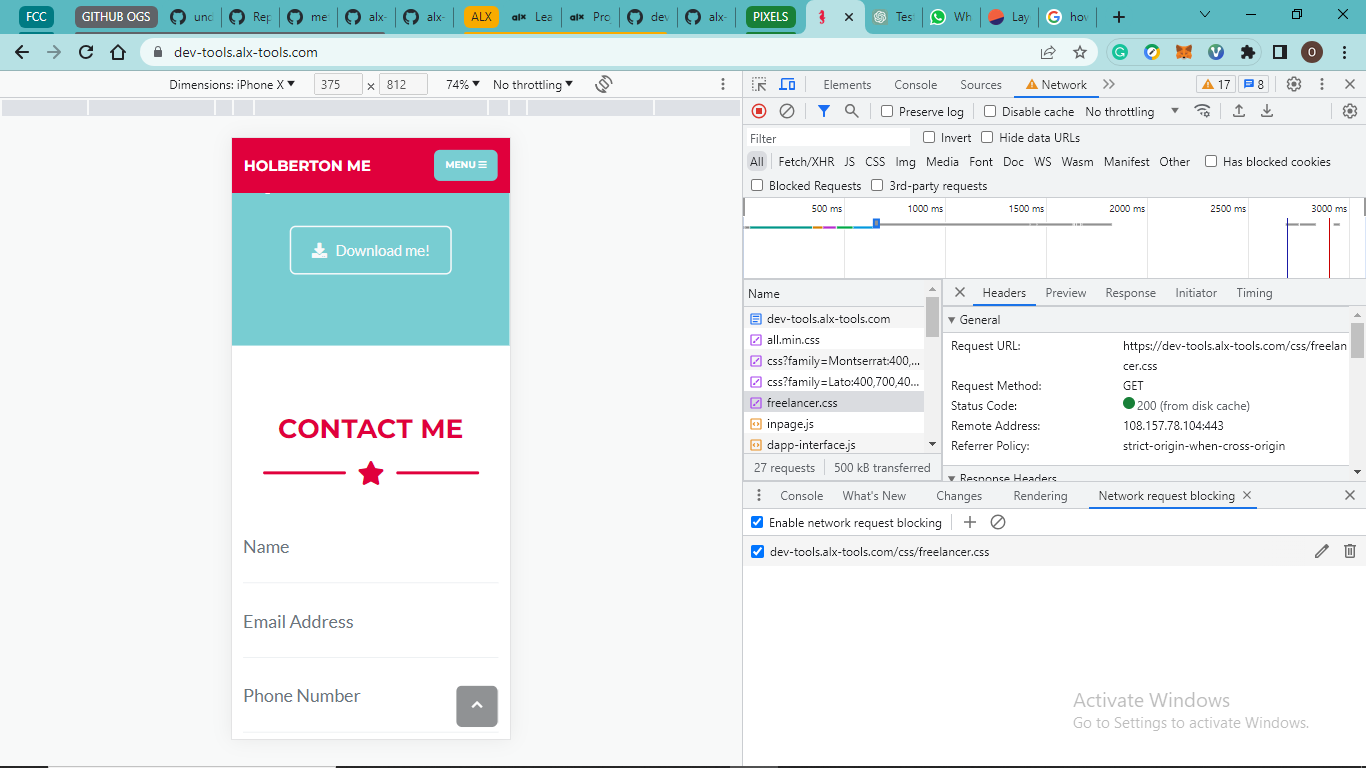 FCC GITHUB OGS und Rep me alx- alx- ALX Lea Pro dev alx- PIXELS Tes Wh Lay how
dev-tools.alx-tools.com O
Dimensions: iPhone X 375 x 812 74% No throttling
HOLBERTON ME MENU
Download me!
CONTACT ME
Name
Email Address
Phone Number
Elements Console Sources Network 17 8
Preserve log Disable cache No throttling
Filter Invert Hide data URLs
All Fetch/XHR JS CSS Img Media Font Doc WS Wasm Manifest Other Has blocked cookies
Blocked Requests 3rd-party requests
500 ms 1000 ms 1500 ms 2000 ms 2500 ms 3000 ms
Name
dev-tools.alx-tools.com
all.min.css
css?family=Montserrat:400,...
css?family=Lato:400,700,40...
freelancer.css
inpage.js
dapp-interface.js
27 requests 500 kB transferred
Headers Preview Response Initiator Timing
General
Request URL: https://dev-tools.alx-tools.com/css/freelan
cer.css
Request Method: GET
Status Code: 200 (from disk cache)
Remote Address: 108.157.78.104:443
Referrer Policy: strict-origin-when-cross-origin
Response Headers
Console What's New Changes Rendering Network request blocking
Enable network request blocking
dev-tools.alx-tools.com/css/freelancer.css
Activate Windows
Go to Settings to activate Windows.